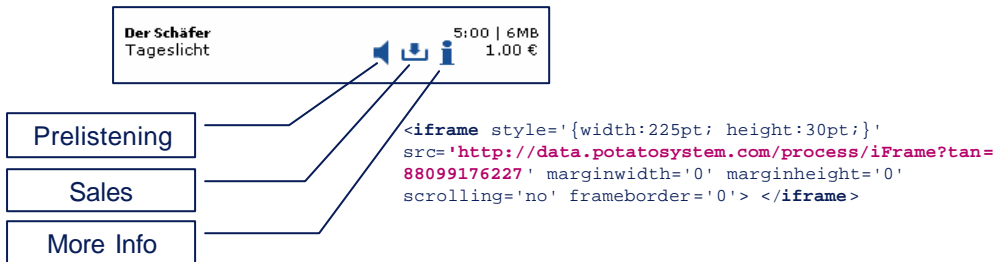 Der Schäfer 5:00 | 6MB
Tageslicht 1.00 €
Prelistening
Sales
More Info
<iframe style='{width:225pt; height:30pt;}'
src='http://data.potatosystem.com/process/iFrame?tan=
88099176227' marginwidth='0' marginheight='0'
scrolling='no' frameborder='0'> </iframe>